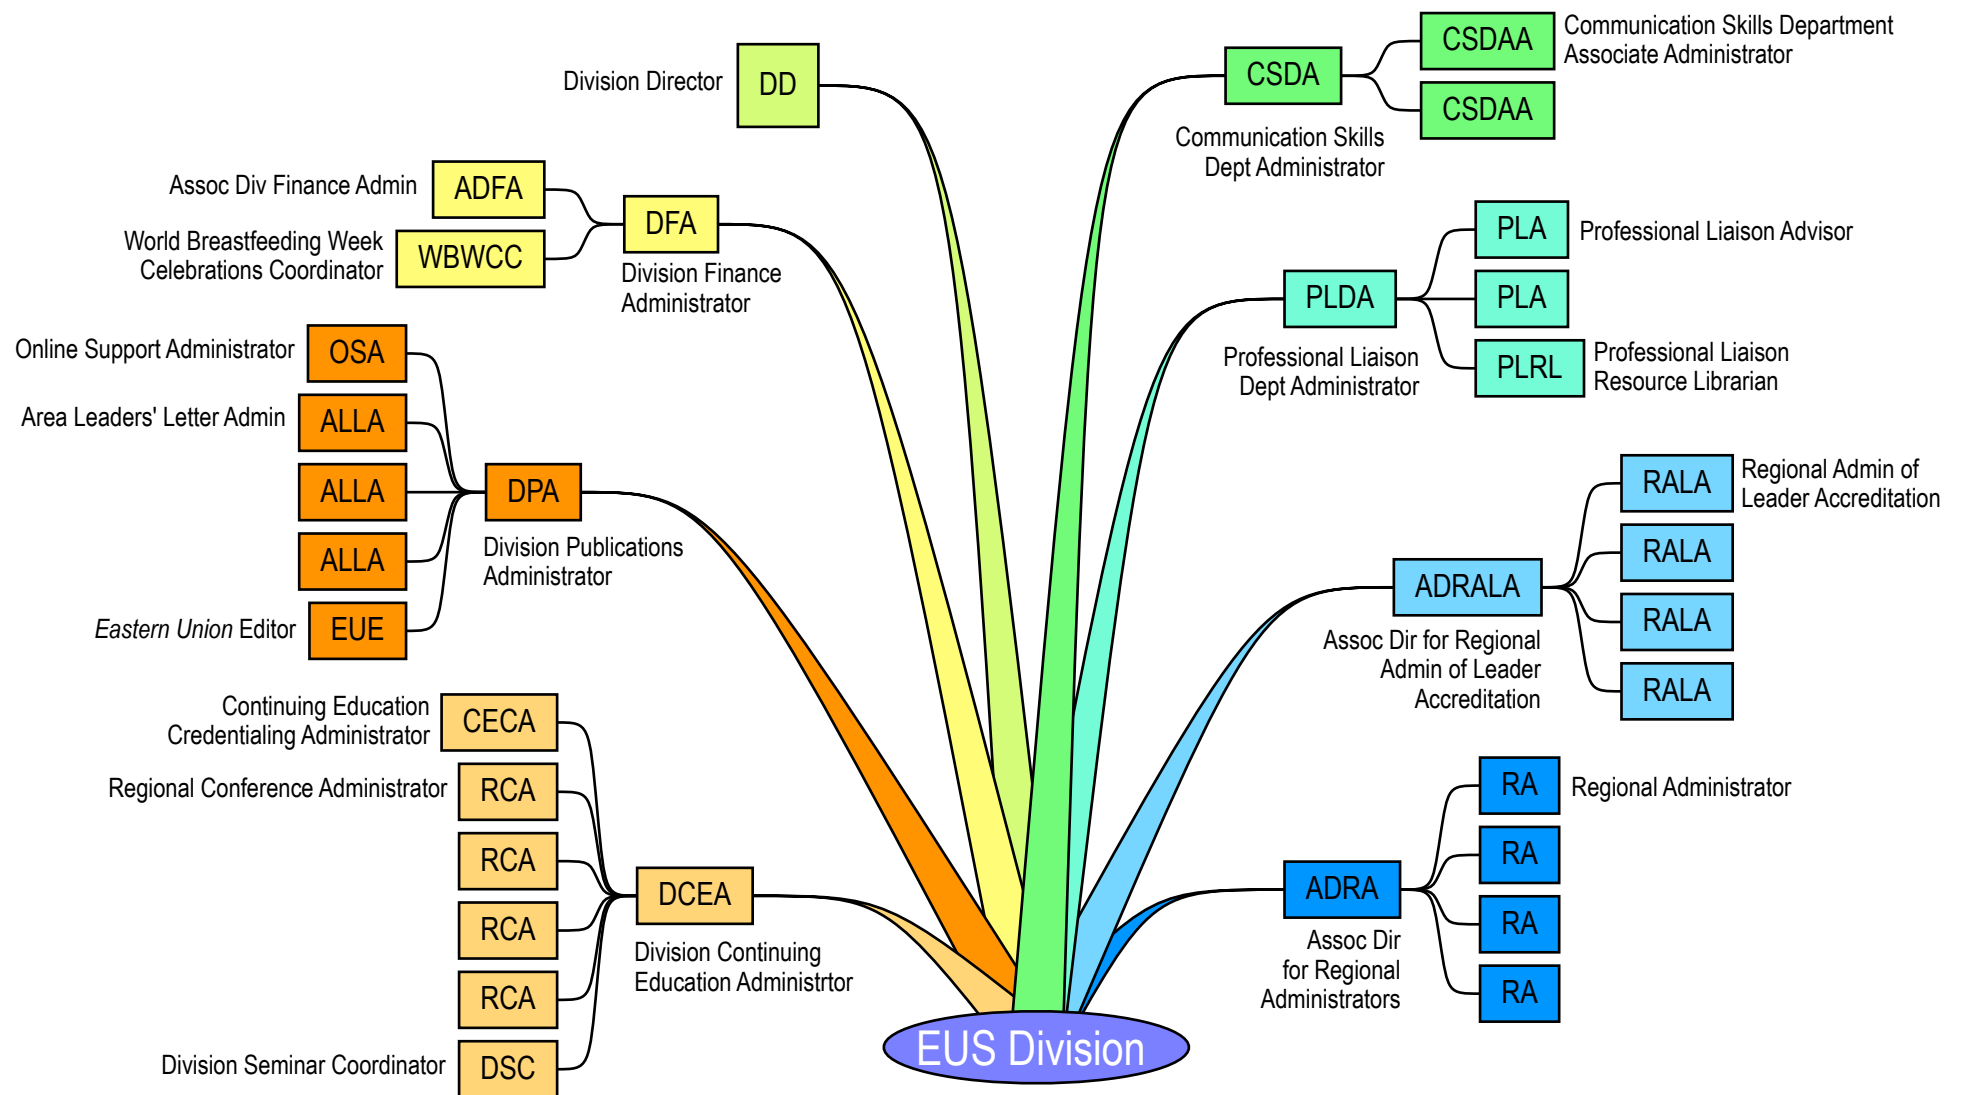 Division Director
DD
Assoc Div Finance Admin
ADFA
World Breastfeeding Week
Celebrations Coordinator
WBWCC
DFA
Division Finance
Administrator
Online Support Administrator
OSA
Area Leaders' Letter Admin
ALLA
ALLA
ALLA
Eastern Union Editor
EUE
DPA
Division Publications
Administrator
Continuing Education
Credentialing Administrator
CECA
Regional Conference Administrator
RCA
RCA
RCA
RCA
Division Seminar Coordinator
DSC
DCEA
Division Continuing
Education Administrtor
CSDA
Communication Skills
Dept Administrator
CSDAA
Communication Skills Department
Associate Administrator
CSDAA
PLDA
Professional Liaison
Dept Administrator
PLA
Professional Liaison Advisor
PLA
PLRL
Professional Liaison
Resource Librarian
ADRALA
Assoc Dir for Regional
Admin of Leader
Accreditation
RALA
Regional Admin of
Leader Accreditation
RALA
RALA
RALA
ADRA
Assoc Dir
for Regional
Administrators
RA
Regional Administrator
RA
RA
RA
EUS Division